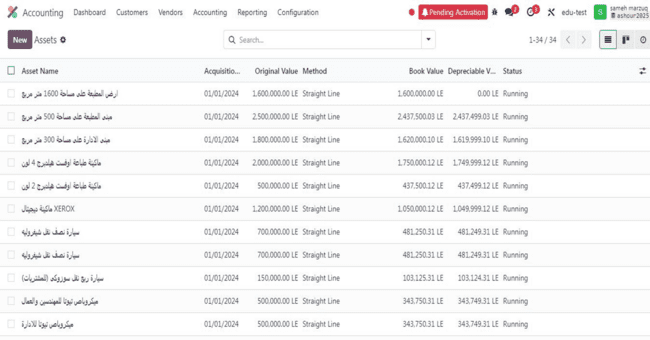 Accounting Dashboard Customers Vendors Accounting Reporting Configuration Pending Activation edu-test S sameh marzuq
ashour2025
New Assets Search... 1-34 / 34
Asset Name Acquisitio... Original Value Method Book Value Depreciable V... Status
ارض المطبعة على مساحة 1600 متر مربع 01/01/2024 1,600,000.00 LE Straight Line 1,600,000.00 LE 0.00 LE Running
مبنى المطبعة على مساحة 500 متر مربع 01/01/2024 2,500,000.00 LE Straight Line 2,437,500.03 LE 2,437,499.03 LE Running
مبنى الادارة على مساحة 300 متر مربع 01/01/2024 1,800,000.00 LE Straight Line 1,620,000.10 LE 1,619,999.10 LE Running
ماكينة طباعة اوفست هيلدبرج 4 لون 01/01/2024 2,000,000.00 LE Straight Line 1,750,000.12 LE 1,749,999.12 LE Running
ماكينة طباعة اوفست هيلدبرج 2 لون 01/01/2024 500,000.00 LE Straight Line 437,500.12 LE 437,499.12 LE Running
ماكينة ديجيتال XEROX 01/01/2024 1,200,000.00 LE Straight Line 1,050,000.12 LE 1,049,999.12 LE Running
سيارة نصف نقل شيفروليه 01/01/2024 700,000.00 LE Straight Line 481,250.31 LE 481,249.31 LE Running
سيارة نصف نقل شيفروليه 01/01/2024 700,000.00 LE Straight Line 481,250.31 LE 481,249.31 LE Running
سيارة ربع نقل سوزوكى (للمشتريات) 01/01/2024 150,000.00 LE Straight Line 103,125.31 LE 103,124.31 LE Running
ميكروباص تيوتا للمهندسين والعمال 01/01/2024 500,000.00 LE Straight Line 343,750.31 LE 343,749.31 LE Running
ميكروباص تيوتا للادارة 01/01/2024 500,000.00 LE Straight Line 343,750.31 LE 343,749.31 LE Running